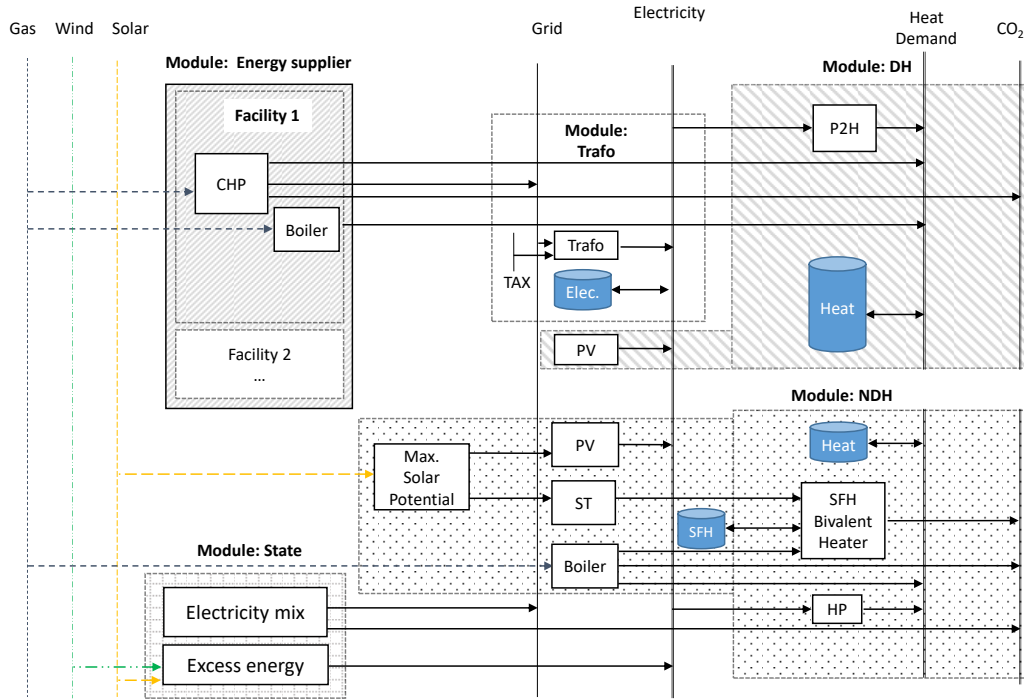 Gas
Wind
Solar
Grid
Electricity
Heat
Demand
CO₂
Module: Energy supplier
Module: DH
Facility 1
Module:
Trafo
P2H
CHP
Boiler
Trafo
TAX
Elec.
Heat
Facility 2
...
PV
Module: NDH
PV
Heat
Max.
Solar
Potential
ST
SFH
Bivalent
Heater
SFH
Module: State
Boiler
Electricity mix
HP
Excess energy